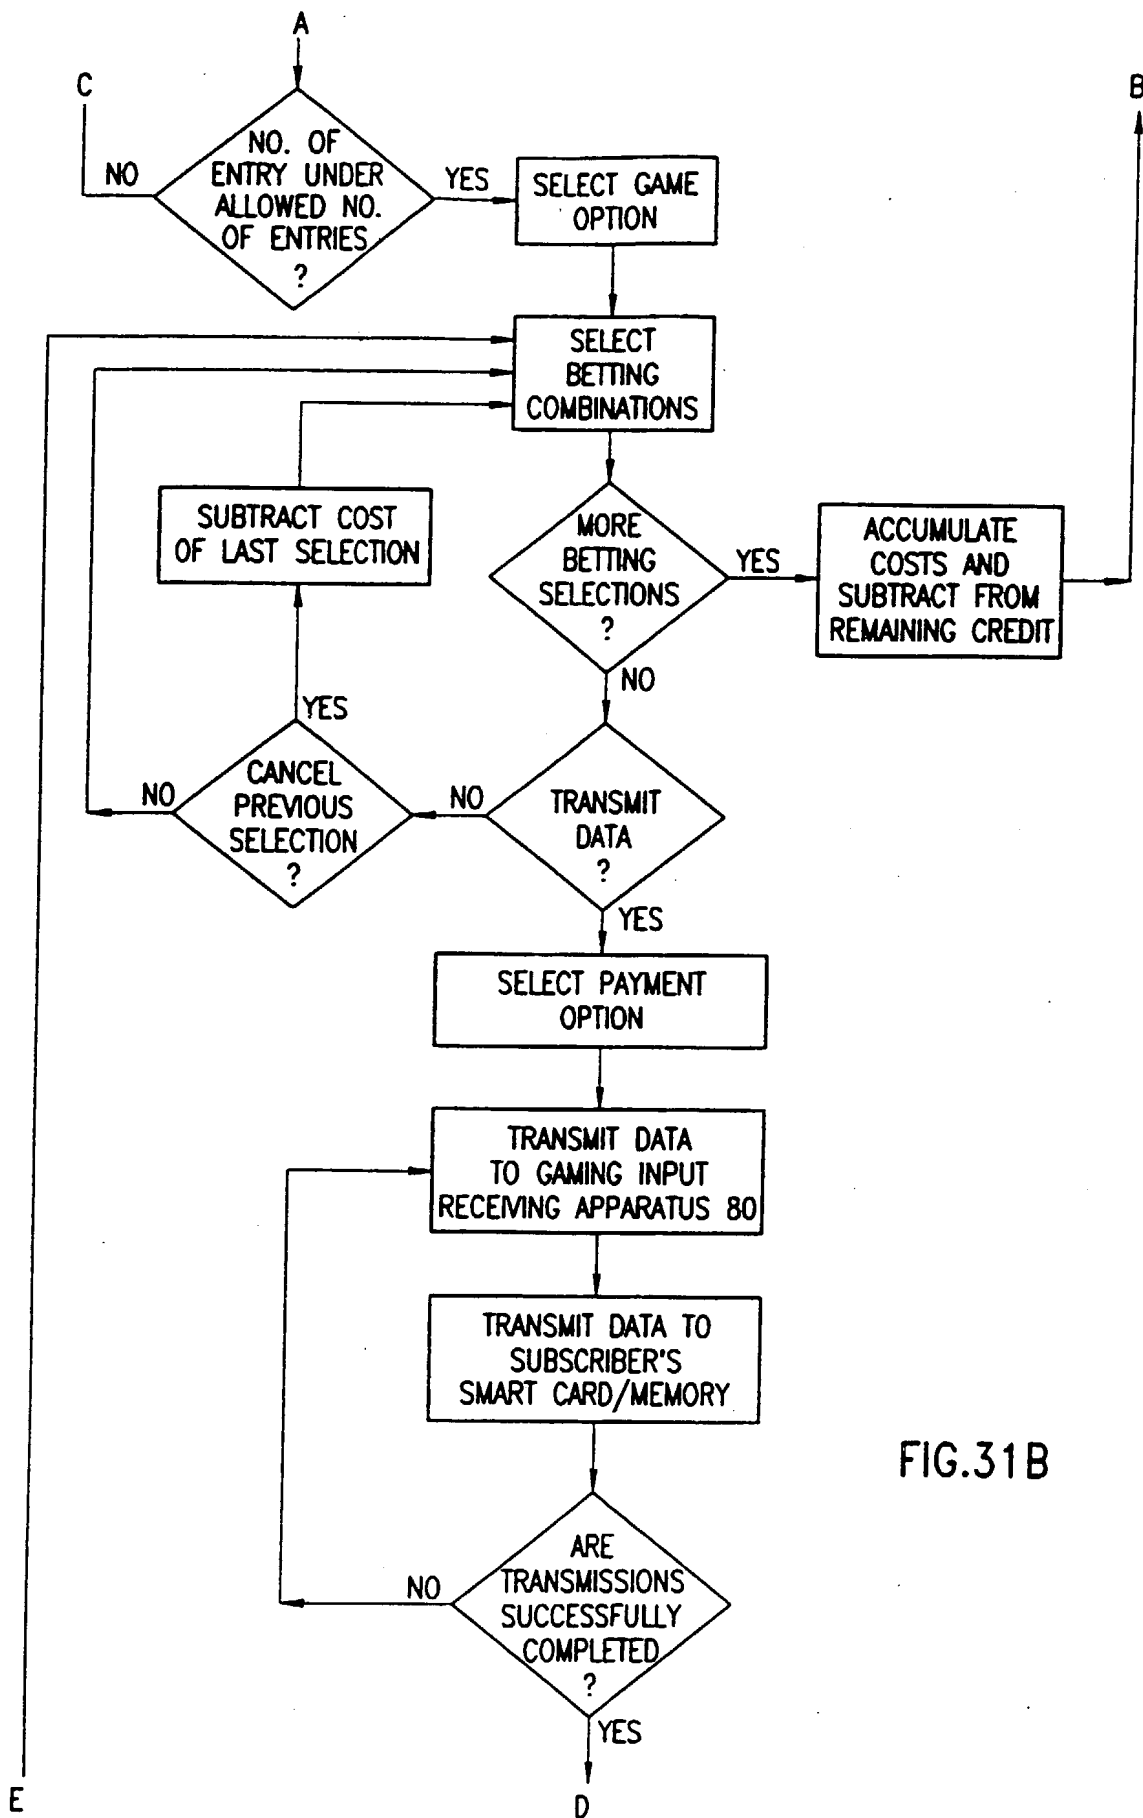 A
C
B
NO. OF
ENTRY UNDER
ALLOWED NO.
OF ENTRIES
?
NO
YES
SELECT GAME
OPTION
SELECT
BETTING
COMBINATIONS
SUBTRACT COST
OF LAST SELECTION
MORE
BETTING
SELECTIONS
?
YES
ACCUMULATE
COSTS AND
SUBTRACT FROM
REMAINING CREDIT
NO
YES
CANCEL
PREVIOUS
SELECTION
?
NO
NO
TRANSMIT
DATA
?
YES
SELECT PAYMENT
OPTION
TRANSMIT DATA
TO GAMING INPUT
RECEIVING APPARATUS 80
TRANSMIT DATA TO
SUBSCRIBER'S
SMART CARD/MEMORY
FIG.31B
ARE
TRANSMISSIONS
SUCCESSFULLY
COMPLETED
?
NO
YES
E
D